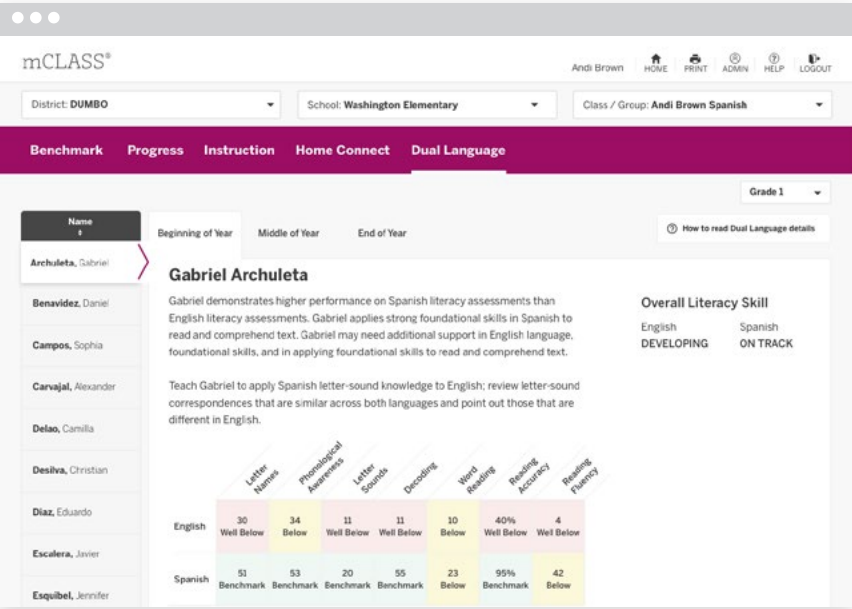 mCLASS®
Andi Brown HOME PRINT ADMIN HELP LOGOUT
District: DUMBO School: Washington Elementary Class / Group: Andi Brown Spanish
Benchmark Progress Instruction Home Connect Dual Language
Grade 1
Name
Beginning of Year Middle of Year End of Year
How to read Dual Language details
Archuleta, Gabriel
Benavidez, Daniel
Campos, Sophia
Carvajal, Alexander
Delao, Camilla
Desilva, Christian
Diaz, Eduardo
Escalera, Javier
Esquibel, Jennifer
Gabriel Archuleta
Gabriel demonstrates higher performance on Spanish literacy assessments than
English literacy assessments. Gabriel applies strong foundational skills in Spanish to
read and comprehend text. Gabriel may need additional support in English language,
foundational skills, and in applying foundational skills to read and comprehend text.
Teach Gabriel to apply Spanish letter-sound knowledge to English; review letter-sound
correspondences that are similar across both languages and point out those that are
different in English.
Overall Literacy Skill
English Spanish
DEVELOPING ON TRACK
Letter Names
Phonological Awareness
Letter Sounds
Decoding
Word Reading
Reading Accuracy
Reading Fluency
English
30 34 11 11 10 40% 4
Well Below Below Well Below Well Below Below Well Below Well Below
Spanish
51 53 20 55 23 95% 42
Benchmark Benchmark Benchmark Benchmark Below Benchmark Below